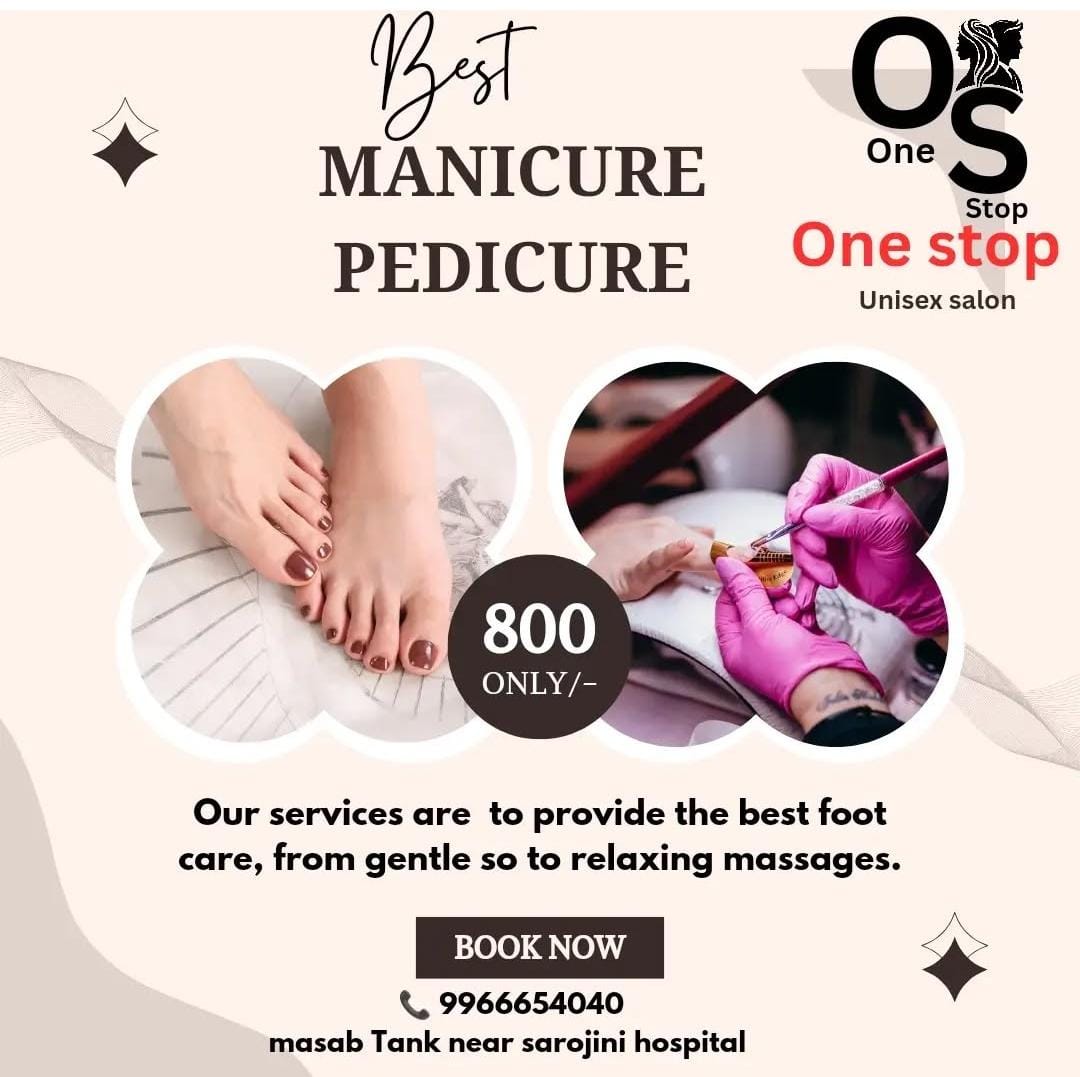 Best
MANICURE
PEDICURE
OS
One
Stop
One stop
Unisex salon
800
ONLY/-
Our services are to provide the best foot
care, from gentle so to relaxing massages.
BOOK NOW
📞 9966654040
masab Tank near sarojini hospital